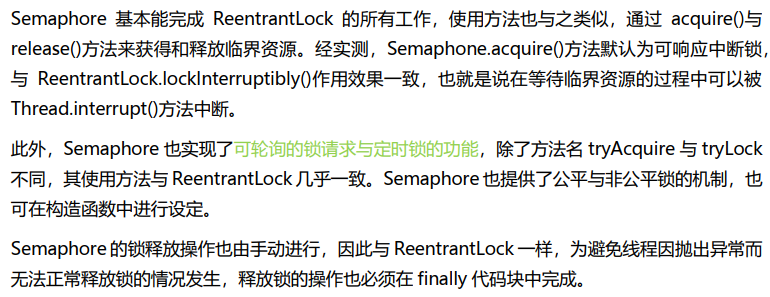 Semaphore 基本能完成 ReentrantLock 的所有工作，使用方法也与之类似，通过 acquire()与
release()方法来获得和释放临界资源。经实测，Semaphone.acquire()方法默认为可响应中断锁，
与 ReentrantLock.lockInterruptibly()作用效果一致，也就是说在等待临界资源的过程中可以被
Thread.interrupt()方法中断。
此外，Semaphore 也实现了可轮询的锁请求与定时锁的功能，除了方法名 tryAcquire 与 tryLock
不同，其使用方法与 ReentrantLock 几乎一致。Semaphore 也提供了公平与非公平锁的机制，也
可在构造函数中进行设定。
Semaphore 的锁释放操作也由手动进行，因此与 ReentrantLock 一样，为避免线程因抛出异常而
无法正常释放锁的情况发生，释放锁的操作也必须在 finally 代码块中完成。